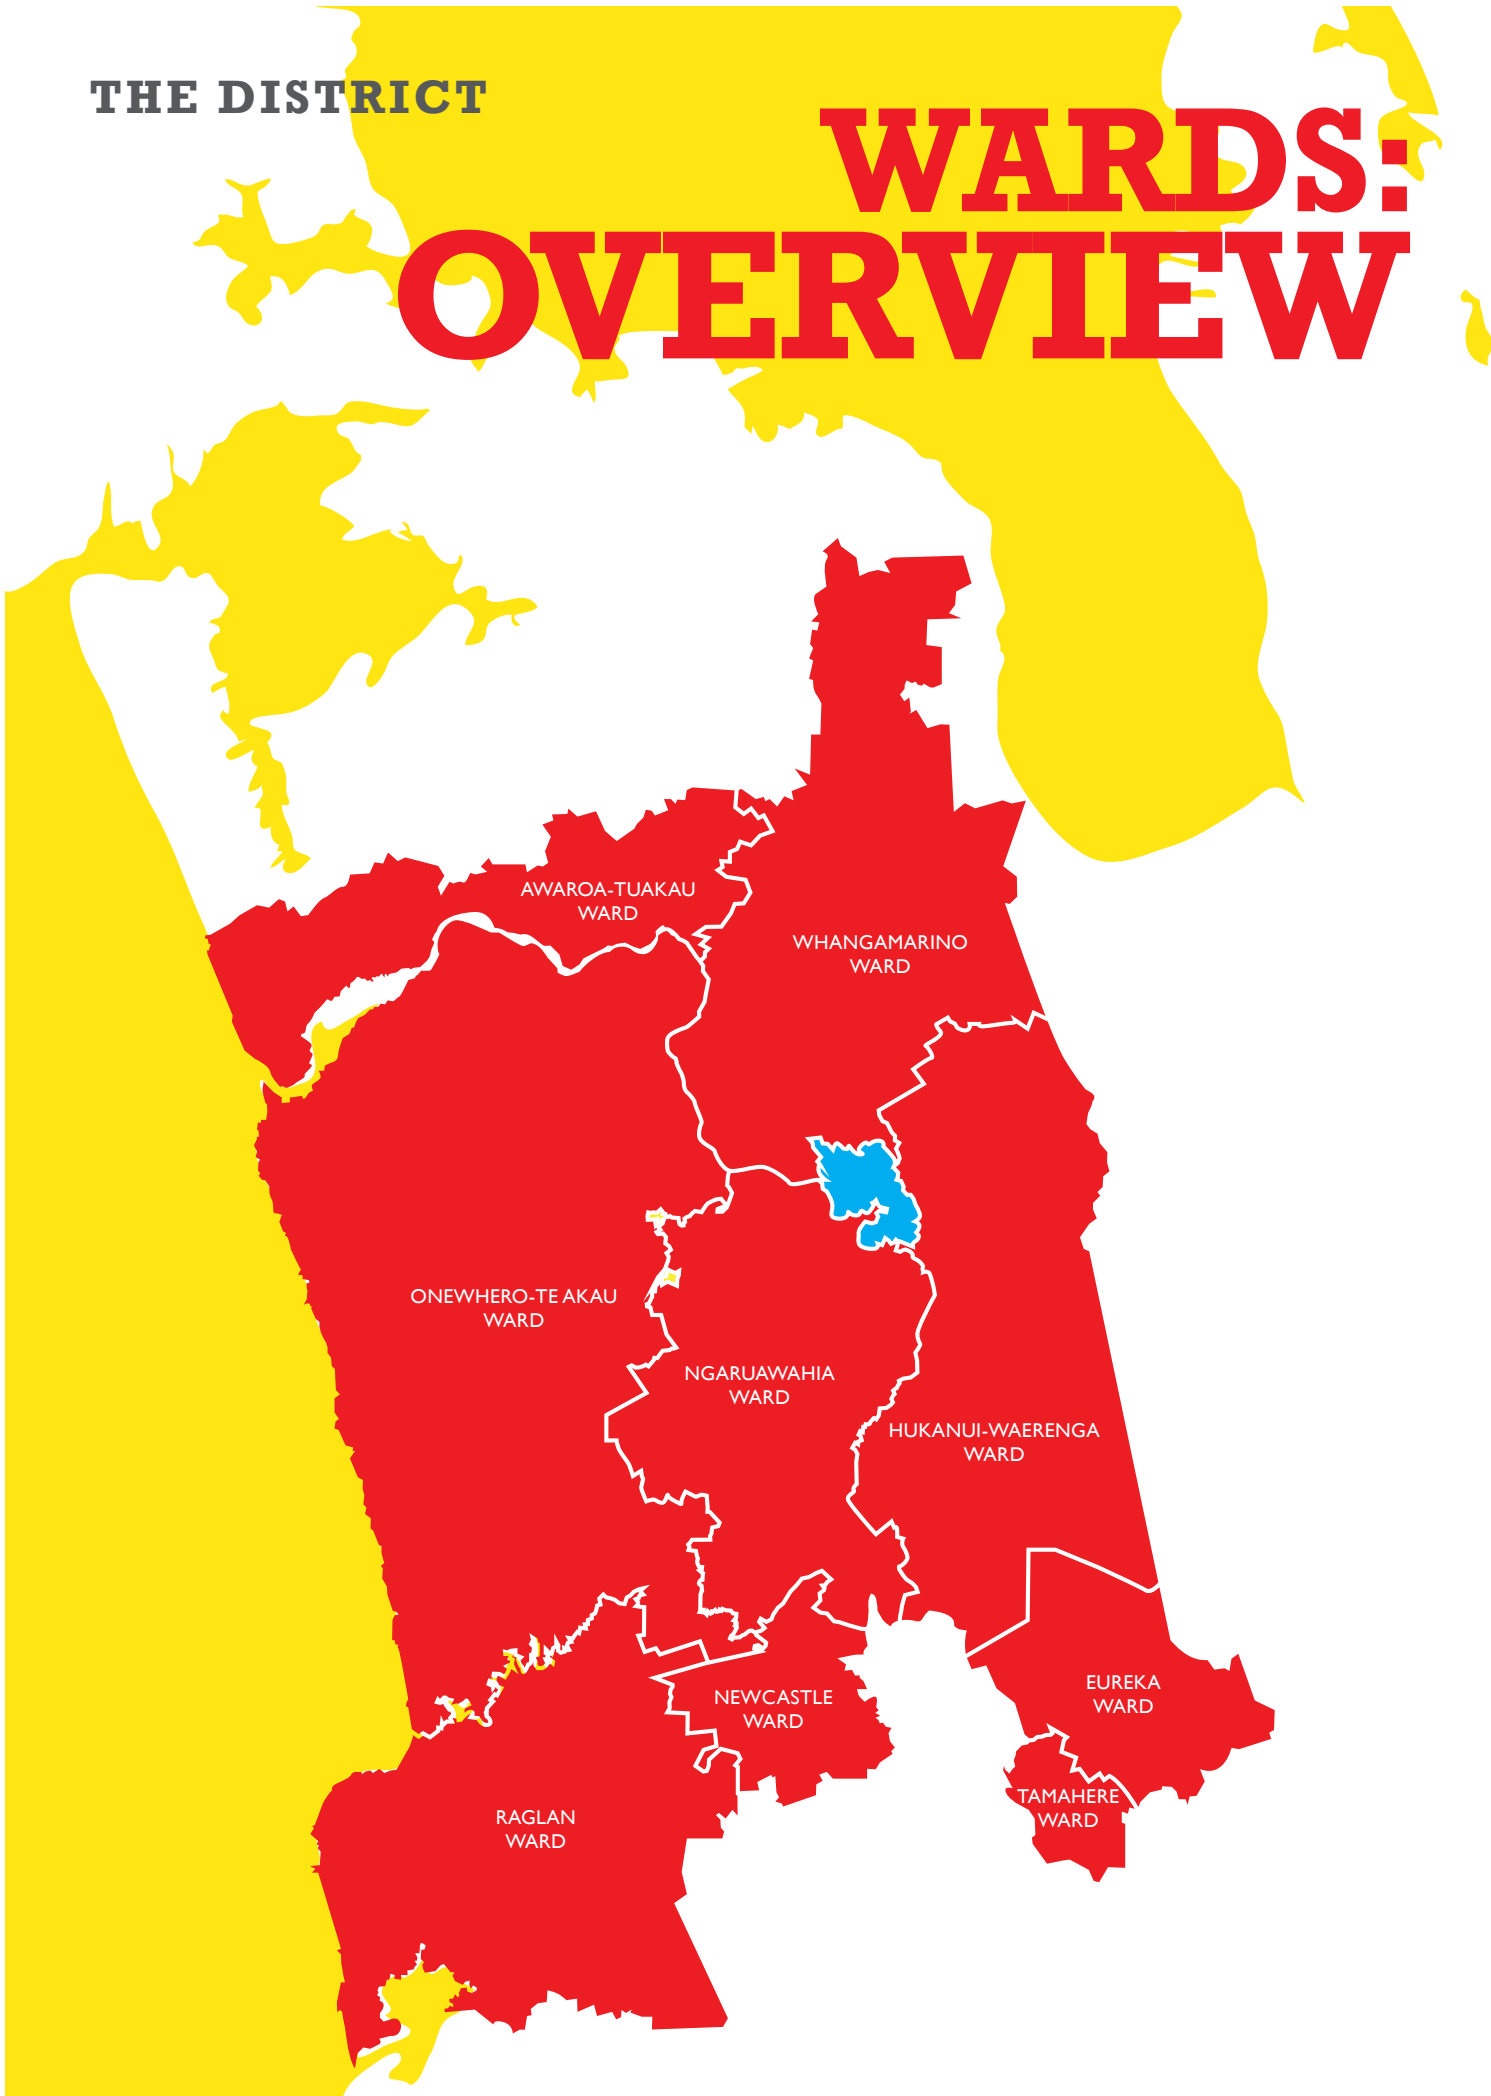 THE DISTRICT
WARDS:
OVERVIEW
AWAROA-TUAKAU
WARD
WHANGAMARINO
WARD
ONEWHERO-TE AKAU
WARD
NGARUAWAHIA
WARD
HUKANUI-WAERENGA
WARD
EUREKA
WARD
NEWCASTLE
WARD
TAMAHERE
WARD
RAGLAN
WARD